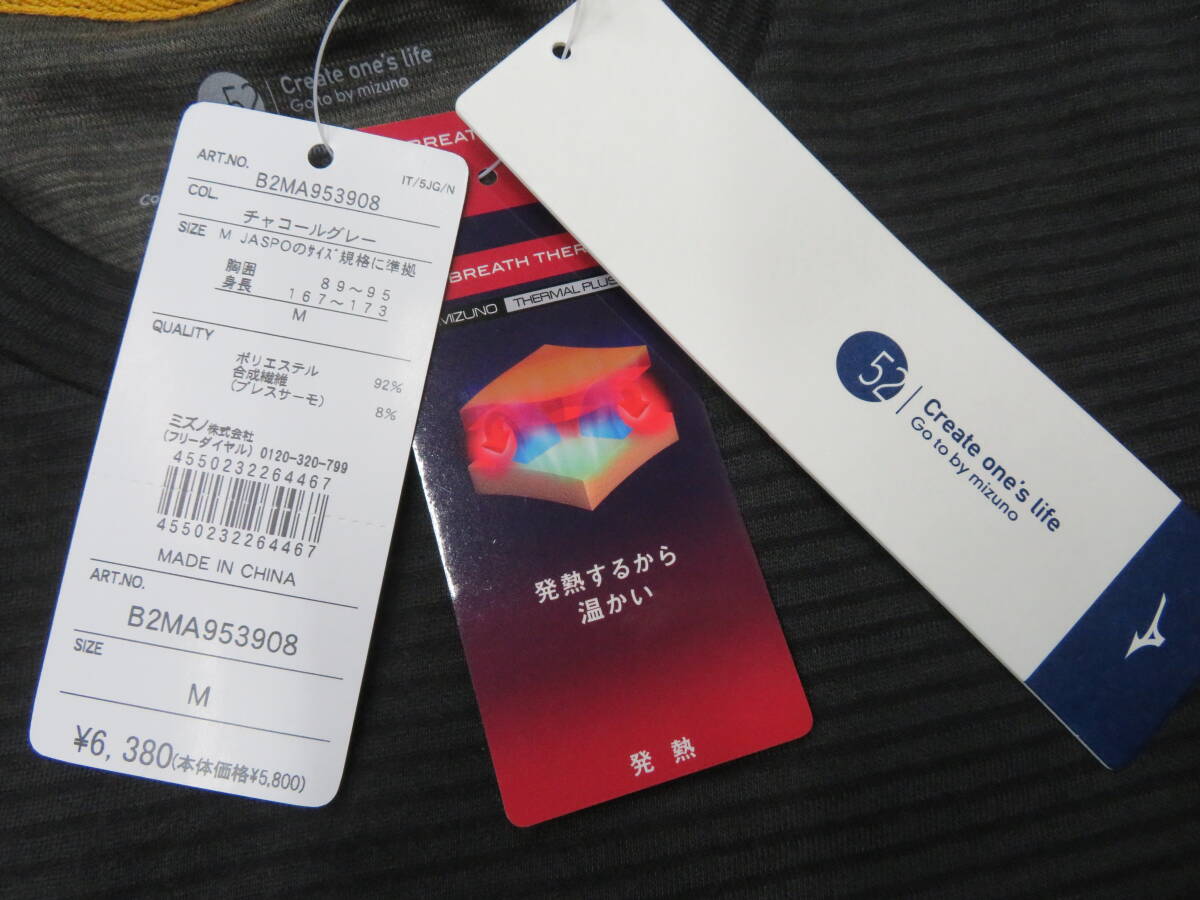 52 Create one's life
Go to by mizuno
ART.NO.
B2MA953908
IT/5JG/N
COL.
チャコールグレー
SIZE M JASPOのサイズ規格に準拠
胸囲 89~95
身長 167~173
M
QUALITY
ポリエステル 92%
合成繊維
(ブレスサーモ) 8%
ミズノ株式会社
(フリーダイヤル) 0120-320-799
4550232264467
4550232264467
MADE IN CHINA
ART.NO.
B2MA953908
SIZE
M
¥6,380(本体価格¥5,800)
BREATH
BREATH THER
MIZUNO THERMAL PLUS
発熱するから
温かい
発熱
52 Create one's life
Go to by mizuno